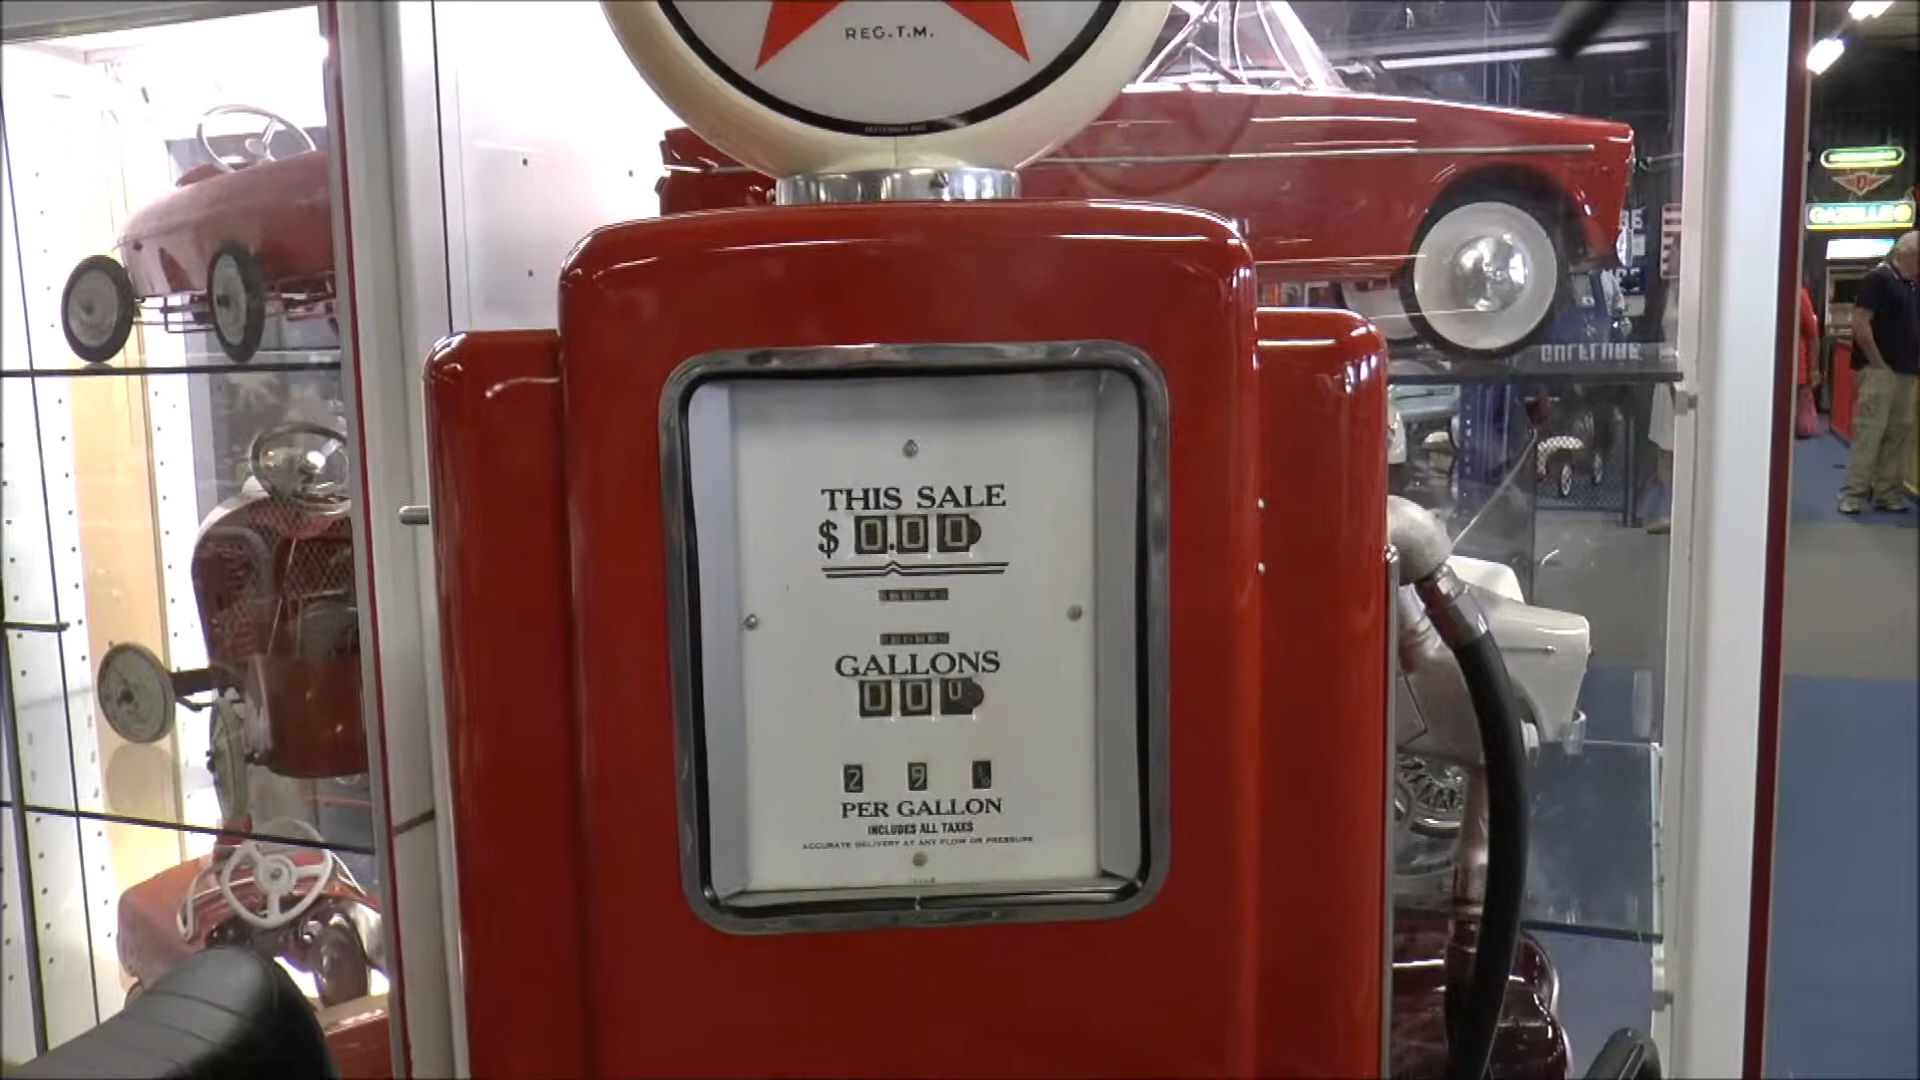 REG.T.M.
THIS SALE
$ 0.00
GALLONS
000
2 9
PER GALLON
INCLUDES ALL TAXES
ACCURATE DELIVERY AT ANY FLOW OR PRESSURE